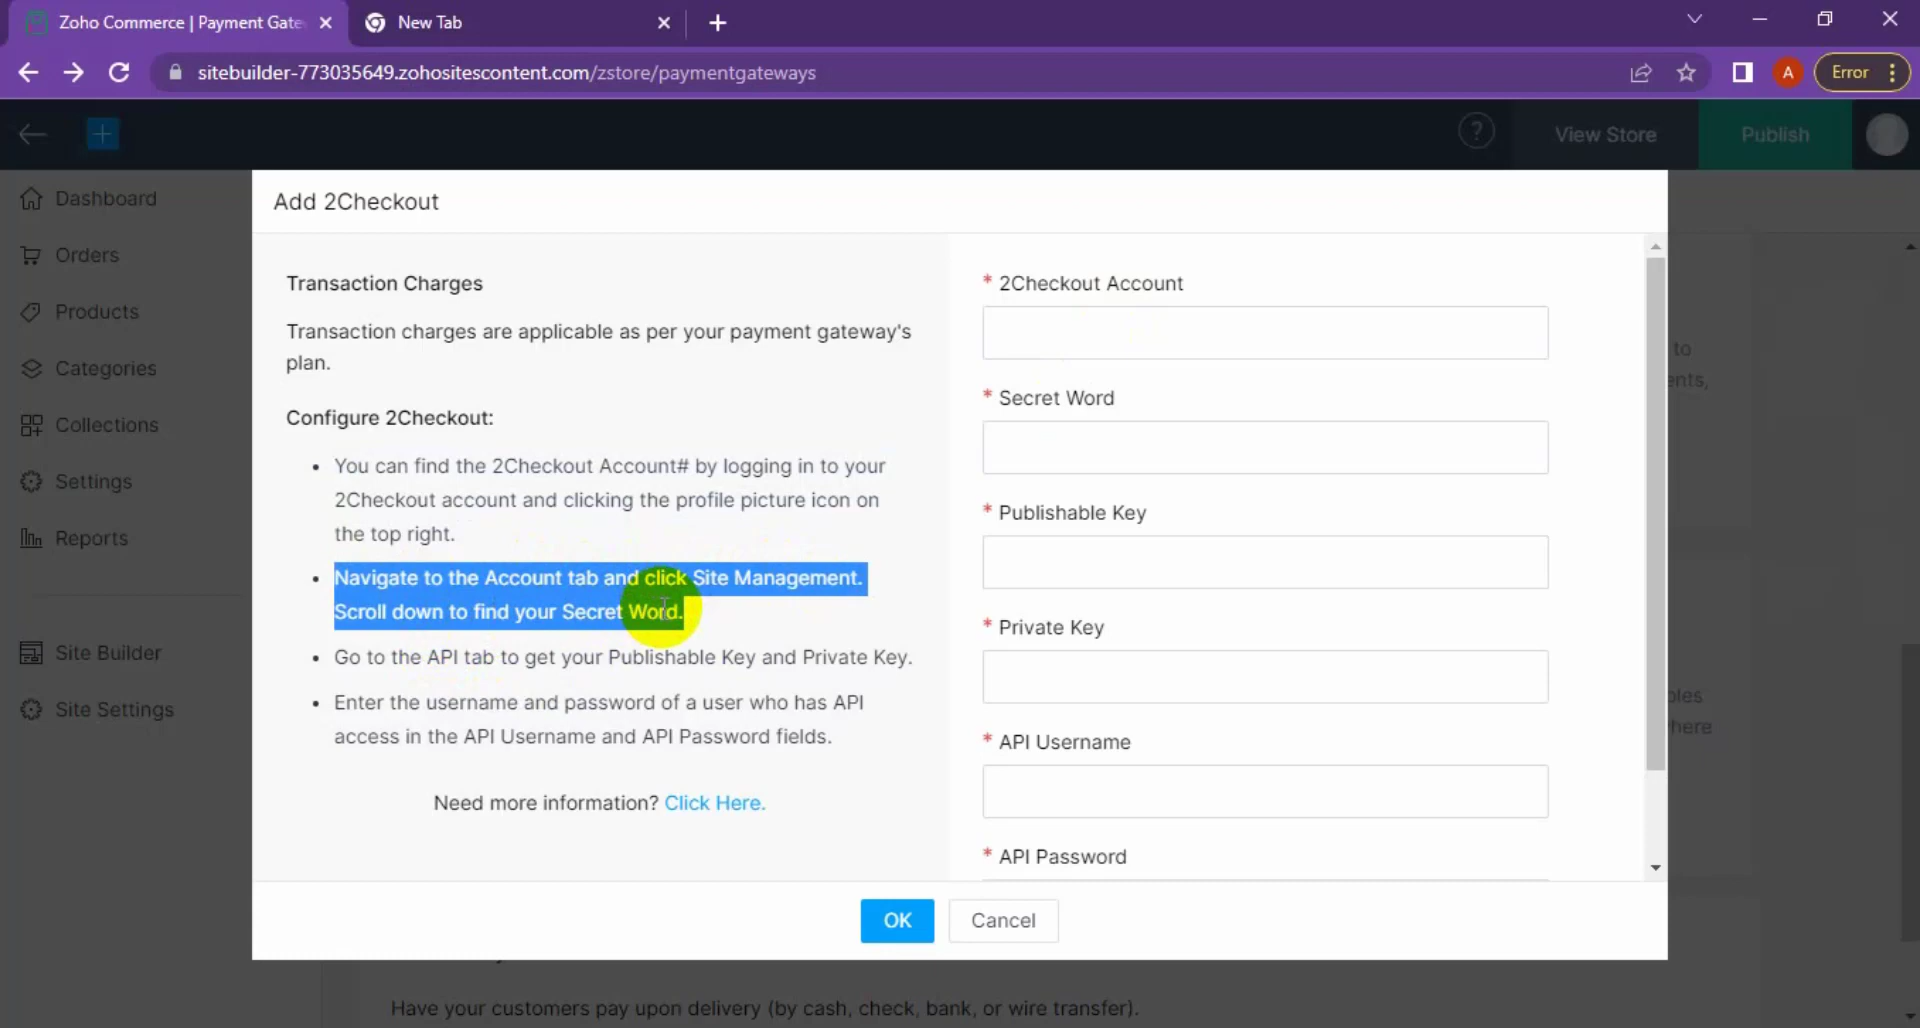 Zoho Commerce | Payment Gate
New Tab
sitebuilder-773035649.zohositescontent.com/zstore/paymentgateways
A
Error
?
View Store
Publish
Dashboard
Orders
Products
Categories
Collections
Settings
Reports
Site Builder
Site Settings
Add 2Checkout
Transaction Charges
Transaction charges are applicable as per your payment gateway's
plan.
Configure 2Checkout:
• You can find the 2Checkout Account# by logging in to your
2Checkout account and clicking the profile picture icon on
the top right.
• Navigate to the Account tab and click Site Management.
Scroll down to find your Secret Word.
• Go to the API tab to get your Publishable Key and Private Key.
• Enter the username and password of a user who has API
access in the API Username and API Password fields.
Need more information? Click Here.
* 2Checkout Account
* Secret Word
* Publishable Key
* Private Key
* API Username
* API Password
OK
Cancel
to
Have your customers pay upon delivery (by cash, check, bank, or wire transfer).